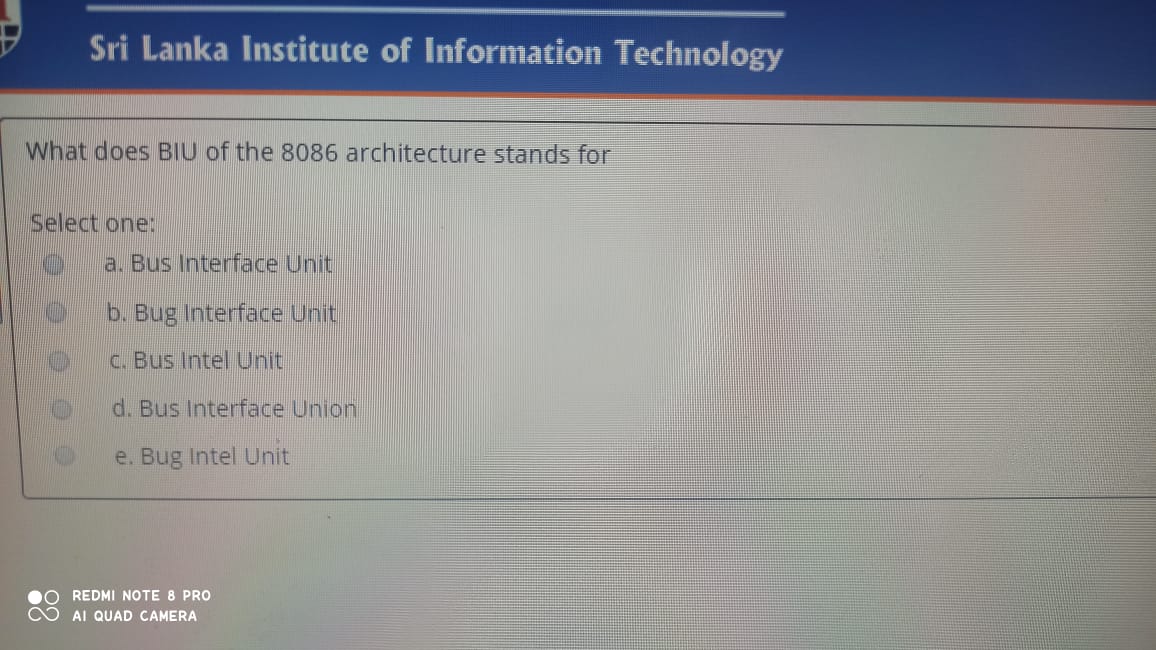 Sri Lanka Institute of Information Technology
What does BIU of the 8086 architecture stands for
Select one:
a. Bus Interface Unit
b. Bug Interface Unit
c. Bus Intel Unit
d. Bus Interface Union
e. Bug Intel Unit
REDMI NOTE 8 PRO
AI QUAD CAMERA